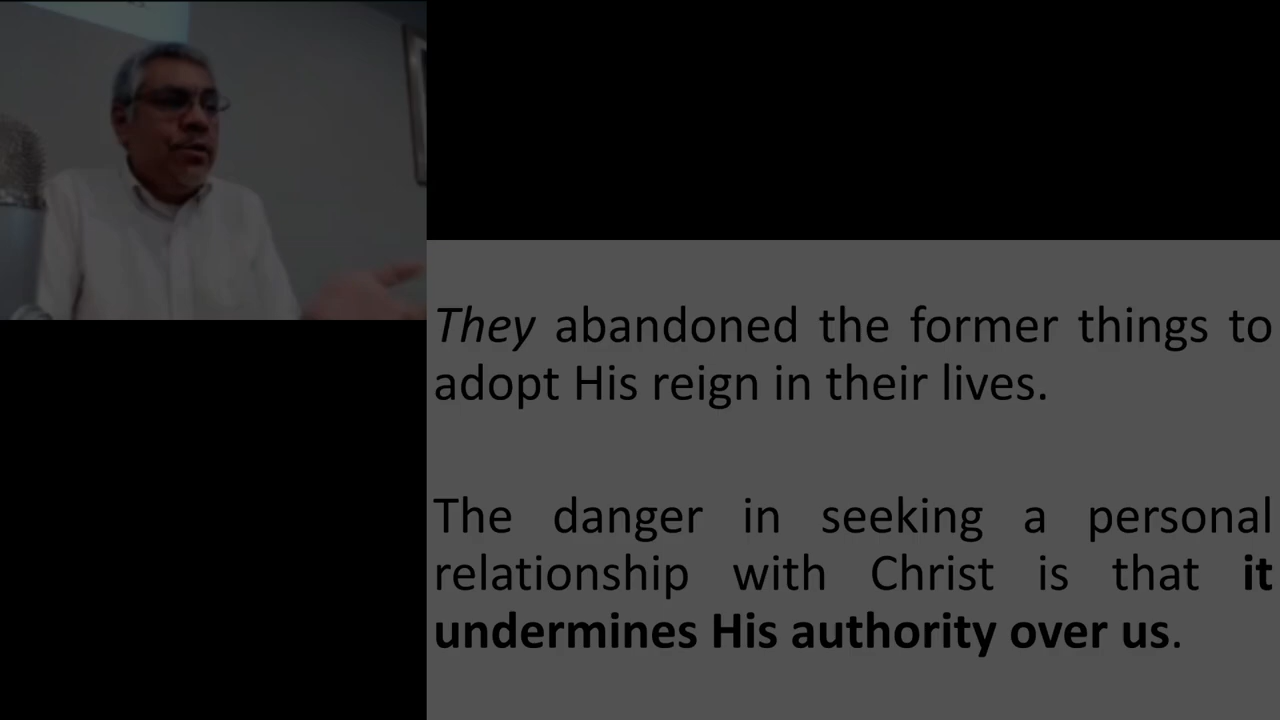 They abandoned the former things to
adopt His reign in their lives.
The danger in seeking a personal
relationship with Christ is that it
undermines His authority over us.